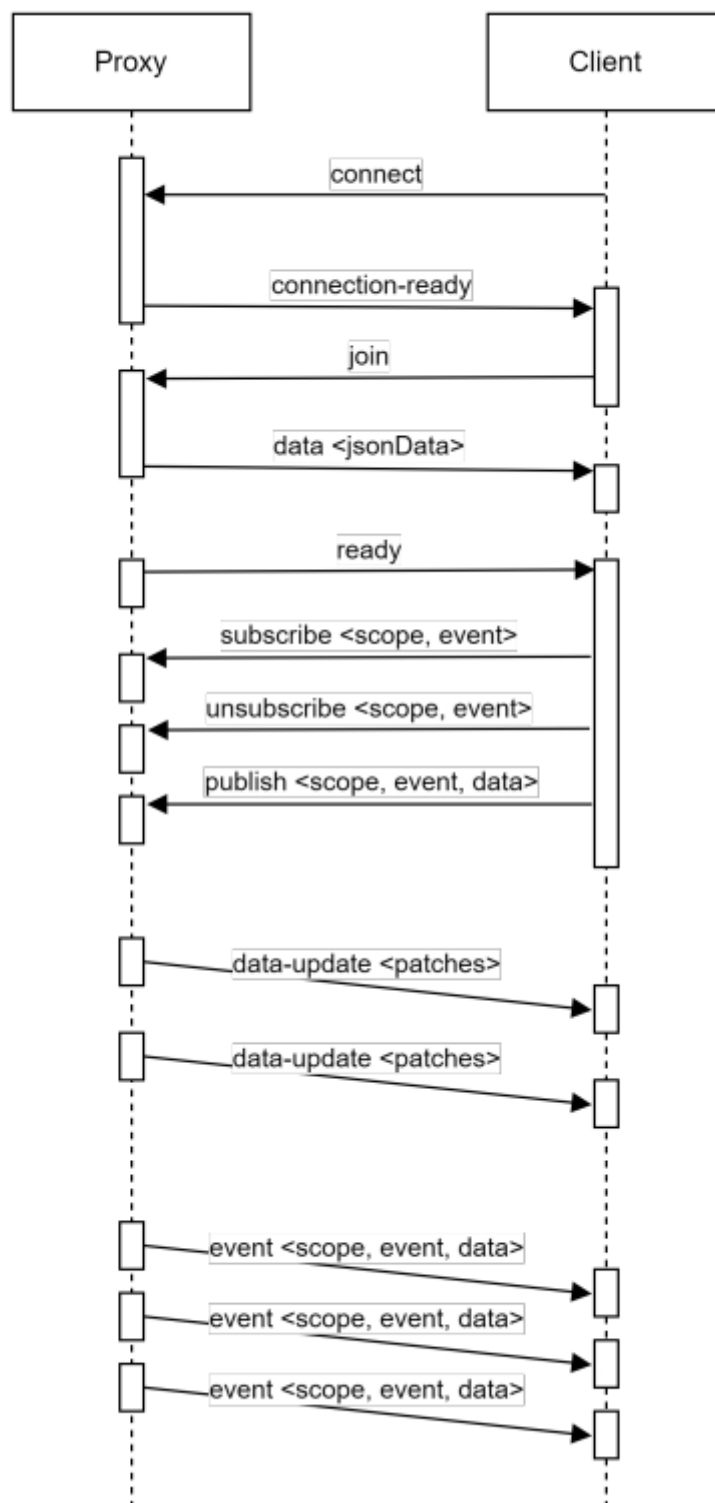 Proxy
Client
connect
connection-ready
join
data <jsonData>
ready
subscribe <scope, event>
unsubscribe <scope, event>
publish <scope, event, data>
data-update <patches>
data-update <patches>
event <scope, event, data>
event <scope, event, data>
event <scope, event, data>